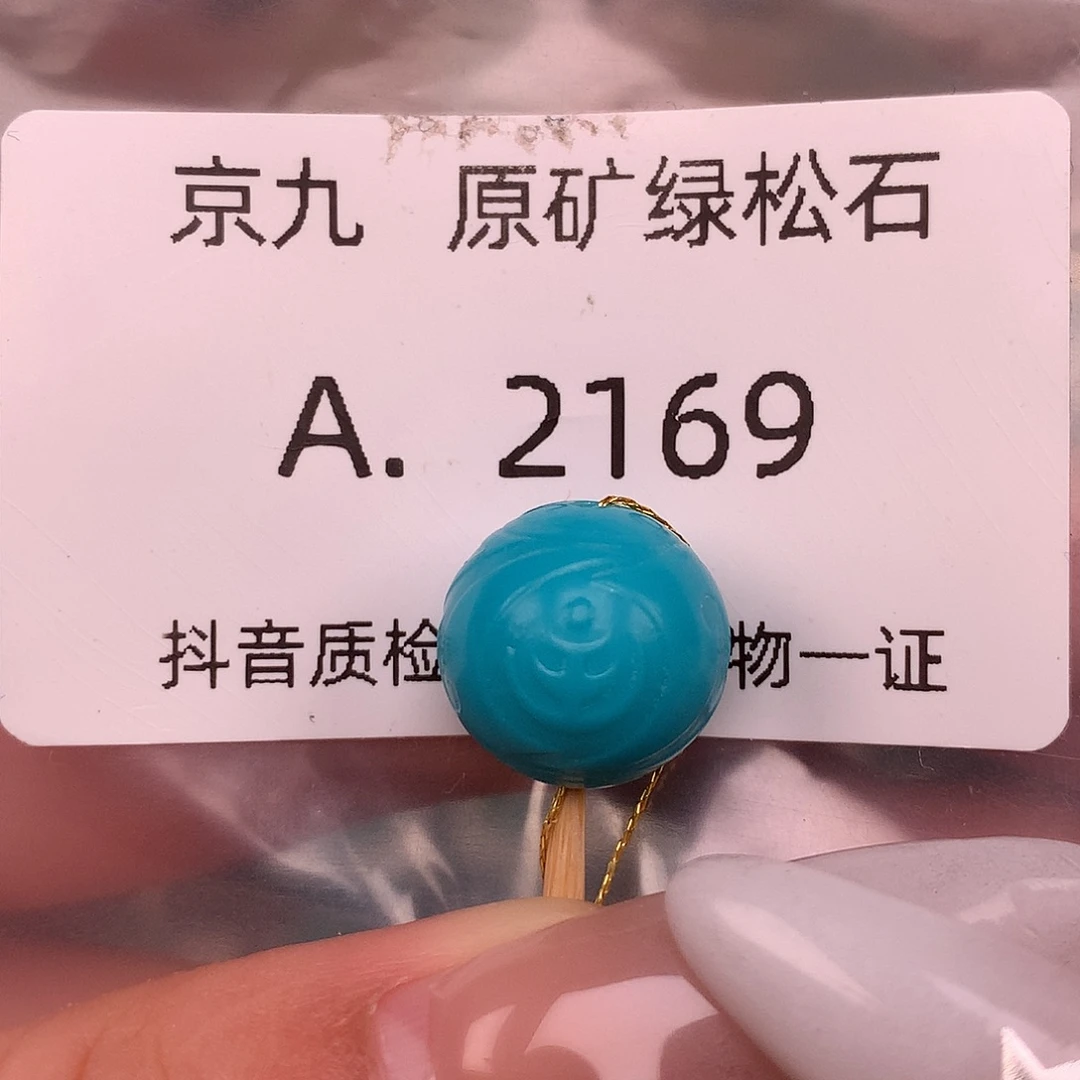 京九 原矿绿松石
A. 2169
抖音质检 物一证